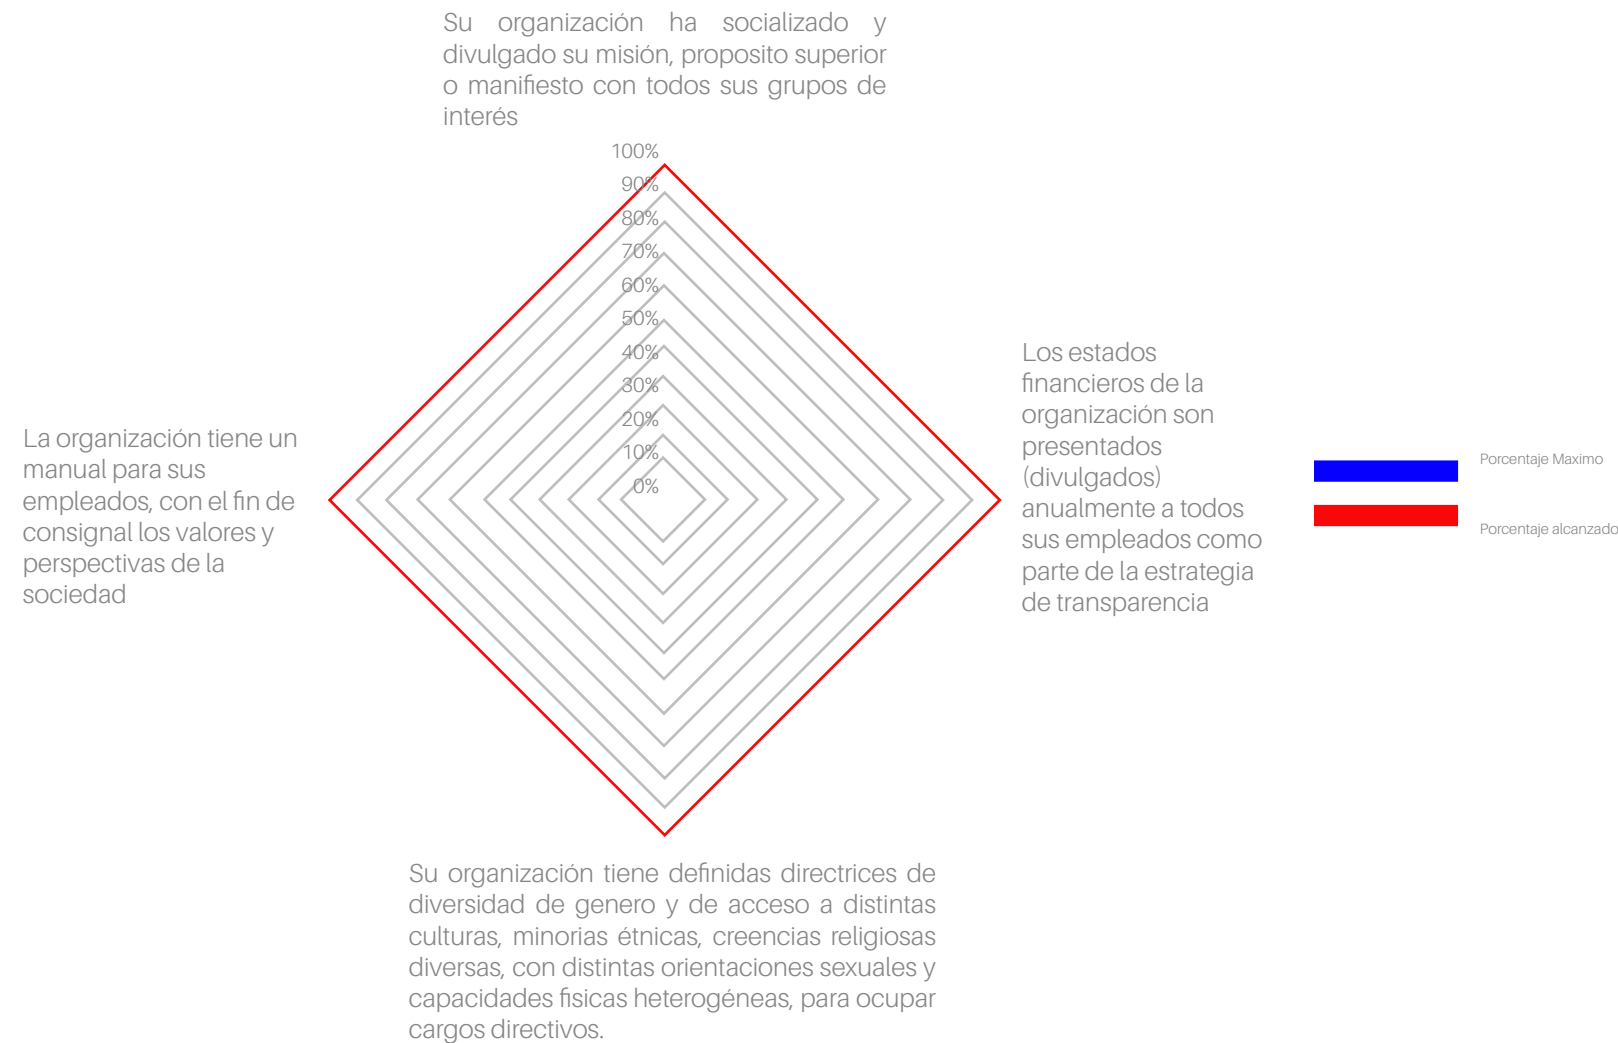 Su organización ha socializado y
divulgado su misión, proposito superior
o manifiesto con todos sus grupos de
interés
100%
90%
80%
70%
60%
50%
40%
30%
20%
10%
0%
Los estados
financieros de la
organización son
presentados
(divulgados)
anualmente a todos
sus empleados como
parte de la estrategia
de transparencia
La organización tiene un
manual para sus
empleados, con el fin de
consignal los valores y
perspectivas de la
sociedad
Porcentaje Maximo
Porcentaje alcanzado
Su organización tiene definidas directrices de
diversidad de genero y de acceso a distintas
culturas, minorias étnicas, creencias religiosas
diversas, con distintas orientaciones sexuales y
capacidades fisicas heterogéneas, para ocupar
cargos directivos.